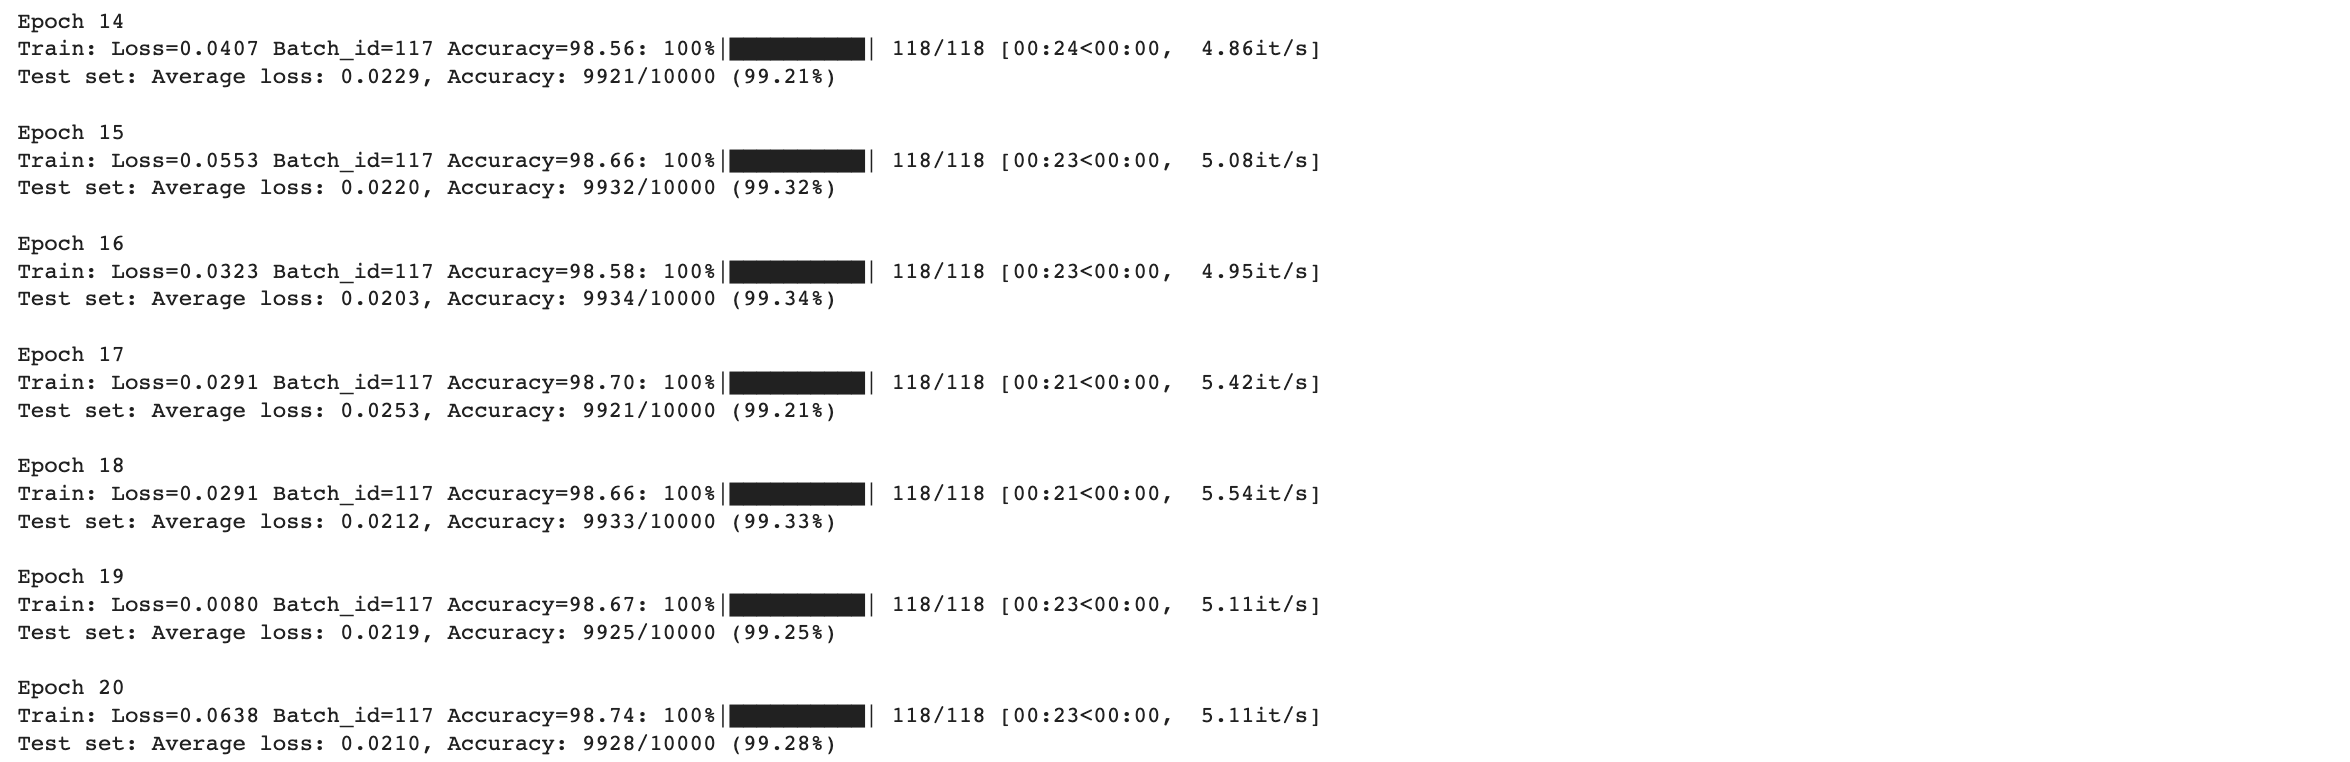 Epoch 14
Train: Loss=0.0407 Batch_id=117 Accuracy=98.56: 100%|██████████| 118/118 [00:24<00:00,  4.86it/s]
Test set: Average loss: 0.0229, Accuracy: 9921/10000 (99.21%)

Epoch 15
Train: Loss=0.0553 Batch_id=117 Accuracy=98.66: 100%|██████████| 118/118 [00:23<00:00,  5.08it/s]
Test set: Average loss: 0.0220, Accuracy: 9932/10000 (99.32%)

Epoch 16
Train: Loss=0.0323 Batch_id=117 Accuracy=98.58: 100%|██████████| 118/118 [00:23<00:00,  4.95it/s]
Test set: Average loss: 0.0203, Accuracy: 9934/10000 (99.34%)

Epoch 17
Train: Loss=0.0291 Batch_id=117 Accuracy=98.70: 100%|██████████| 118/118 [00:21<00:00,  5.42it/s]
Test set: Average loss: 0.0253, Accuracy: 9921/10000 (99.21%)

Epoch 18
Train: Loss=0.0291 Batch_id=117 Accuracy=98.66: 100%|██████████| 118/118 [00:21<00:00,  5.54it/s]
Test set: Average loss: 0.0212, Accuracy: 9933/10000 (99.33%)

Epoch 19
Train: Loss=0.0080 Batch_id=117 Accuracy=98.67: 100%|██████████| 118/118 [00:23<00:00,  5.11it/s]
Test set: Average loss: 0.0219, Accuracy: 9925/10000 (99.25%)

Epoch 20
Train: Loss=0.0638 Batch_id=117 Accuracy=98.74: 100%|██████████| 118/118 [00:23<00:00,  5.11it/s]
Test set: Average loss: 0.0210, Accuracy: 9928/10000 (99.28%)